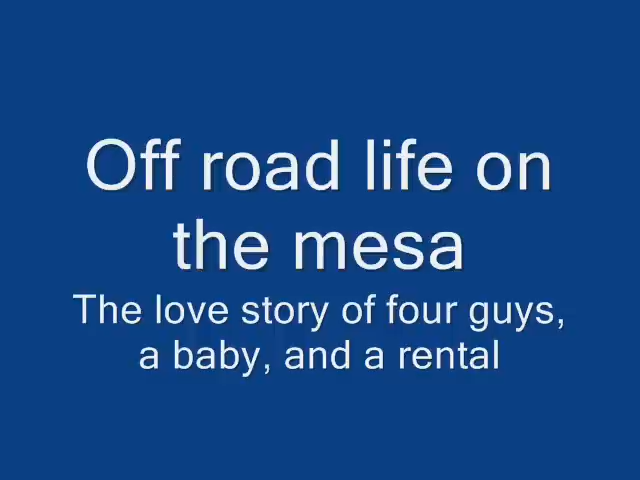 Off road life on
the mesa
The love story of four guys,
a baby, and a rental